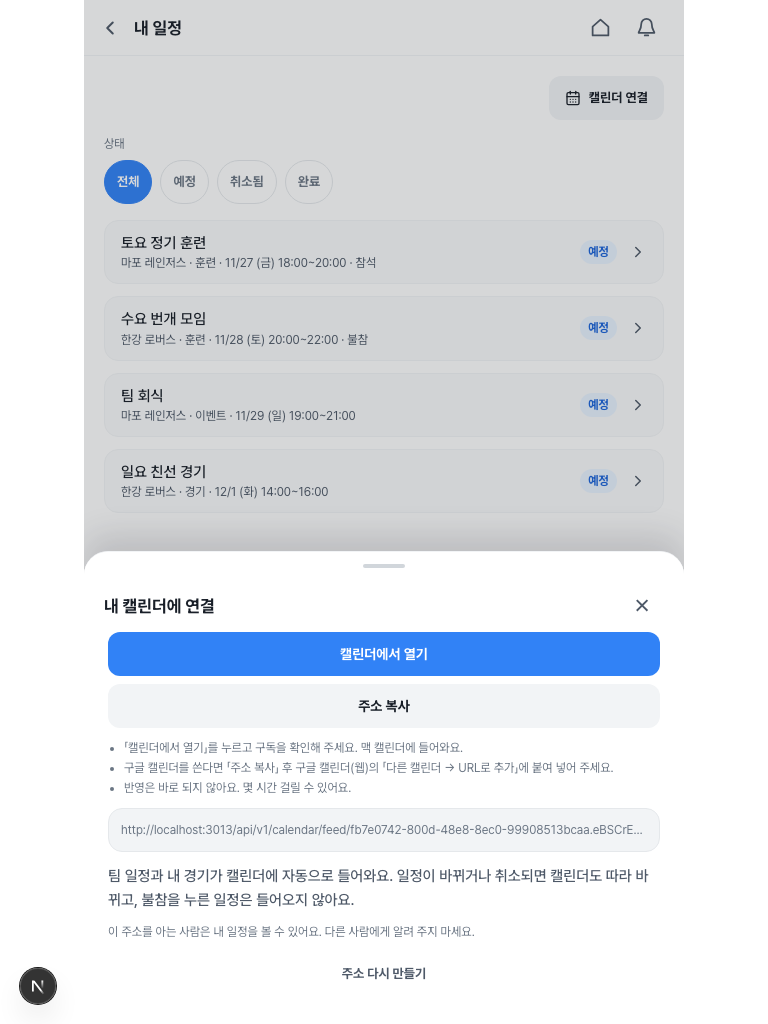 내 일정
캘린더 연결
상태
전체 예정 취소됨 완료
토요 정기 훈련
마포 레인저스 · 훈련 · 11/27 (금) 18:00~20:00 · 참석
예정
수요 번개 모임
한강 로버스 · 훈련 · 11/28 (토) 20:00~22:00 · 불참
예정
팀 회식
마포 레인저스 · 이벤트 · 11/29 (일) 19:00~21:00
예정
일요 친선 경기
한강 로버스 · 경기 · 12/1 (화) 14:00~16:00
예정
내 캘린더에 연결
캘린더에서 열기
주소 복사
• 「캘린더에서 열기」를 누르고 구독을 확인해 주세요. 맥 캘린더에 들어와요.
• 구글 캘린더를 쓴다면 「주소 복사」 후 구글 캘린더(웹)의 「다른 캘린더 → URL로 추가」에 붙여 넣어 주세요.
• 반영은 바로 되지 않아요. 몇 시간 걸릴 수 있어요.
http://localhost:3013/api/v1/calendar/feed/fb7e0742-800d-48e8-8ec0-99908513bcaa.eBSCrE...
팀 일정과 내 경기가 캘린더에 자동으로 들어와요. 일정이 바뀌거나 취소되면 캘린더도 따라 바
뀌고, 불참을 누른 일정은 들어오지 않아요.
이 주소를 아는 사람은 내 일정을 볼 수 있어요. 다른 사람에게 알려 주지 마세요.
주소 다시 만들기
N